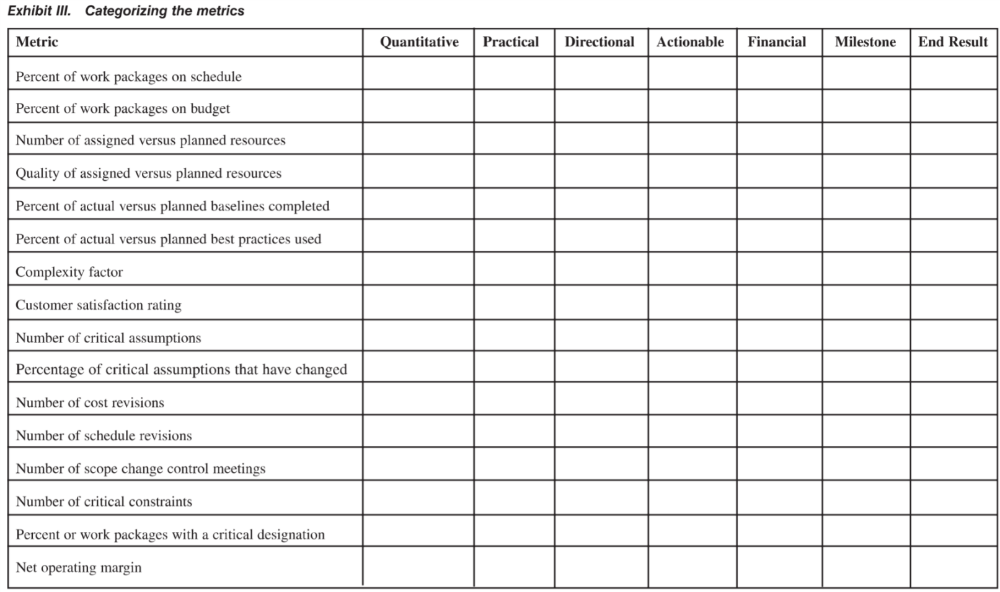 Exhibit III. Categorizing the metrics
Metric Quantitative Practical Directional Actionable Financial Milestone End Result
Percent of work packages on schedule
Percent of work packages on budget
Number of assigned versus planned resources
Quality of assigned versus planned resources
Percent of actual versus planned baselines completed
Percent of actual versus planned best practices used
Complexity factor
Customer satisfaction rating
Number of critical assumptions
Percentage of critical assumptions that have changed
Number of cost revisions
Number of schedule revisions
Number of scope change control meetings
Number of critical constraints
Percent or work packages with a critical designation
Net operating margin